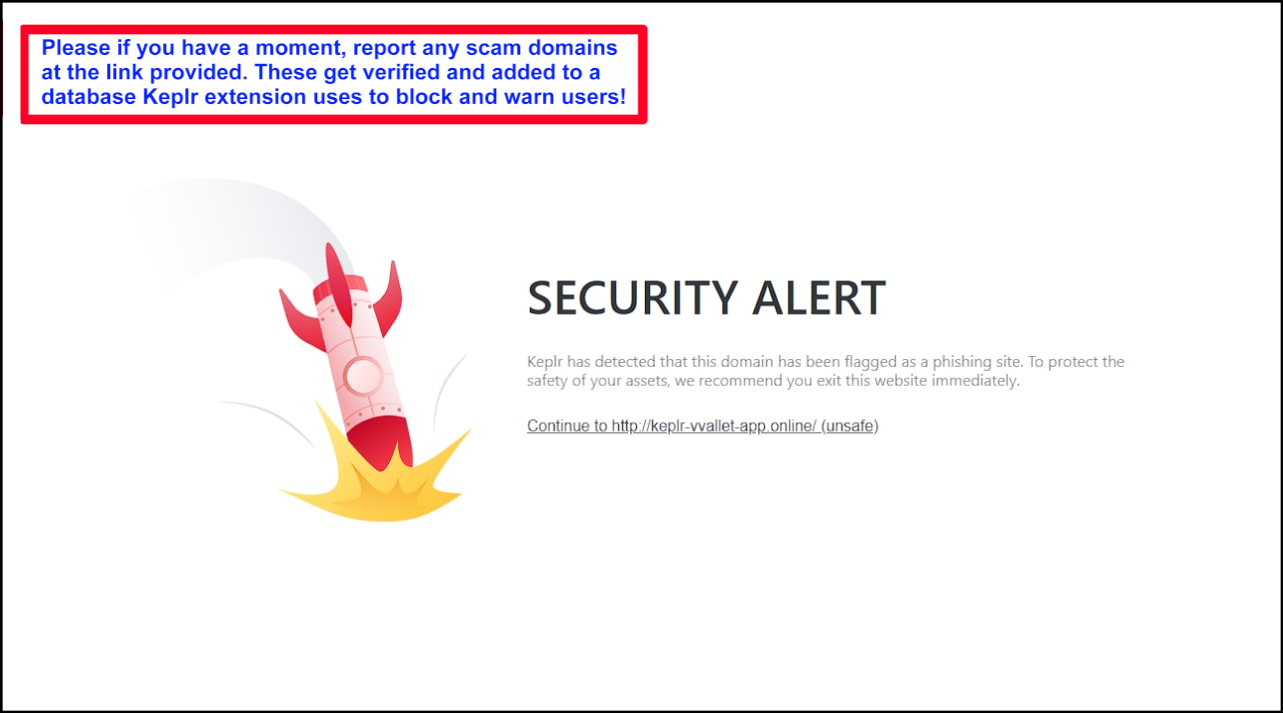 Please if you have a moment, report any scam domains
at the link provided. These get verified and added to a
database Keplr extension uses to block and warn users!
SECURITY ALERT
Keplr has detected that this domain has been flagged as a phishing site. To protect the
safety of your assets, we recommend you exit this website immediately.
Continue to http://keplr-vvallet-app.online/ (unsafe)